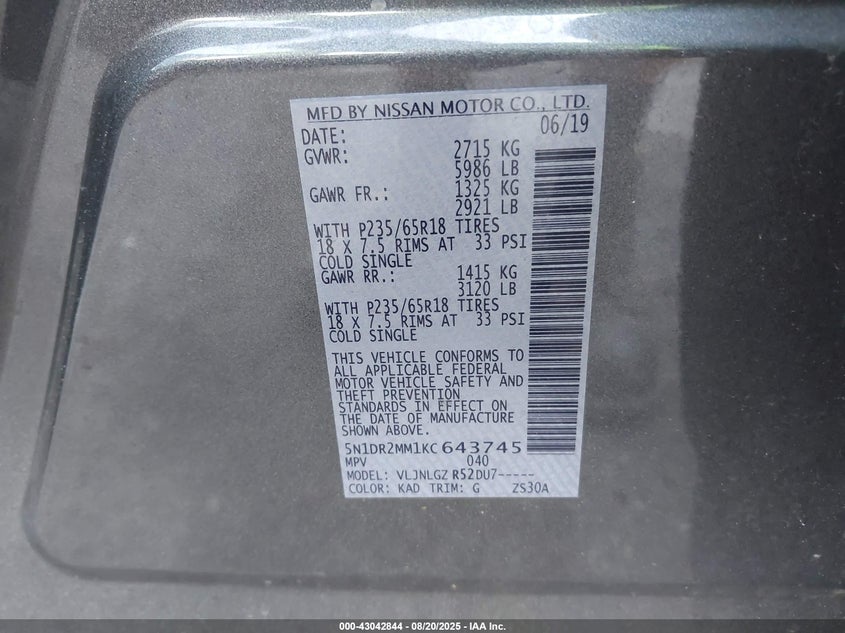 MFD BY NISSAN MOTOR CO., LTD.
DATE: 06/19
GVWR: 2715 KG
5986 LB
GAWR FR.: 1325 KG
2921 LB
WITH P235/65R18 TIRES
18 X 7.5 RIMS AT 33 PSI
COLD SINGLE
GAWR RR.: 1415 KG
3120 LB
WITH P235/65R18 TIRES
18 X 7.5 RIMS AT 33 PSI
COLD SINGLE
THIS VEHICLE CONFORMS TO
ALL APPLICABLE FEDERAL
MOTOR VEHICLE SAFETY AND
THEFT PREVENTION
STANDARDS IN EFFECT ON
THE DATE OF MANUFACTURE
SHOWN ABOVE.
5N1DR2MM1KC643745
MPV 040
MODEL: VLJNLGZ R52DU7-----
COLOR: KAD TRIM: G ZS30A
000-43042844 - 08/20/2025 - IAA Inc.